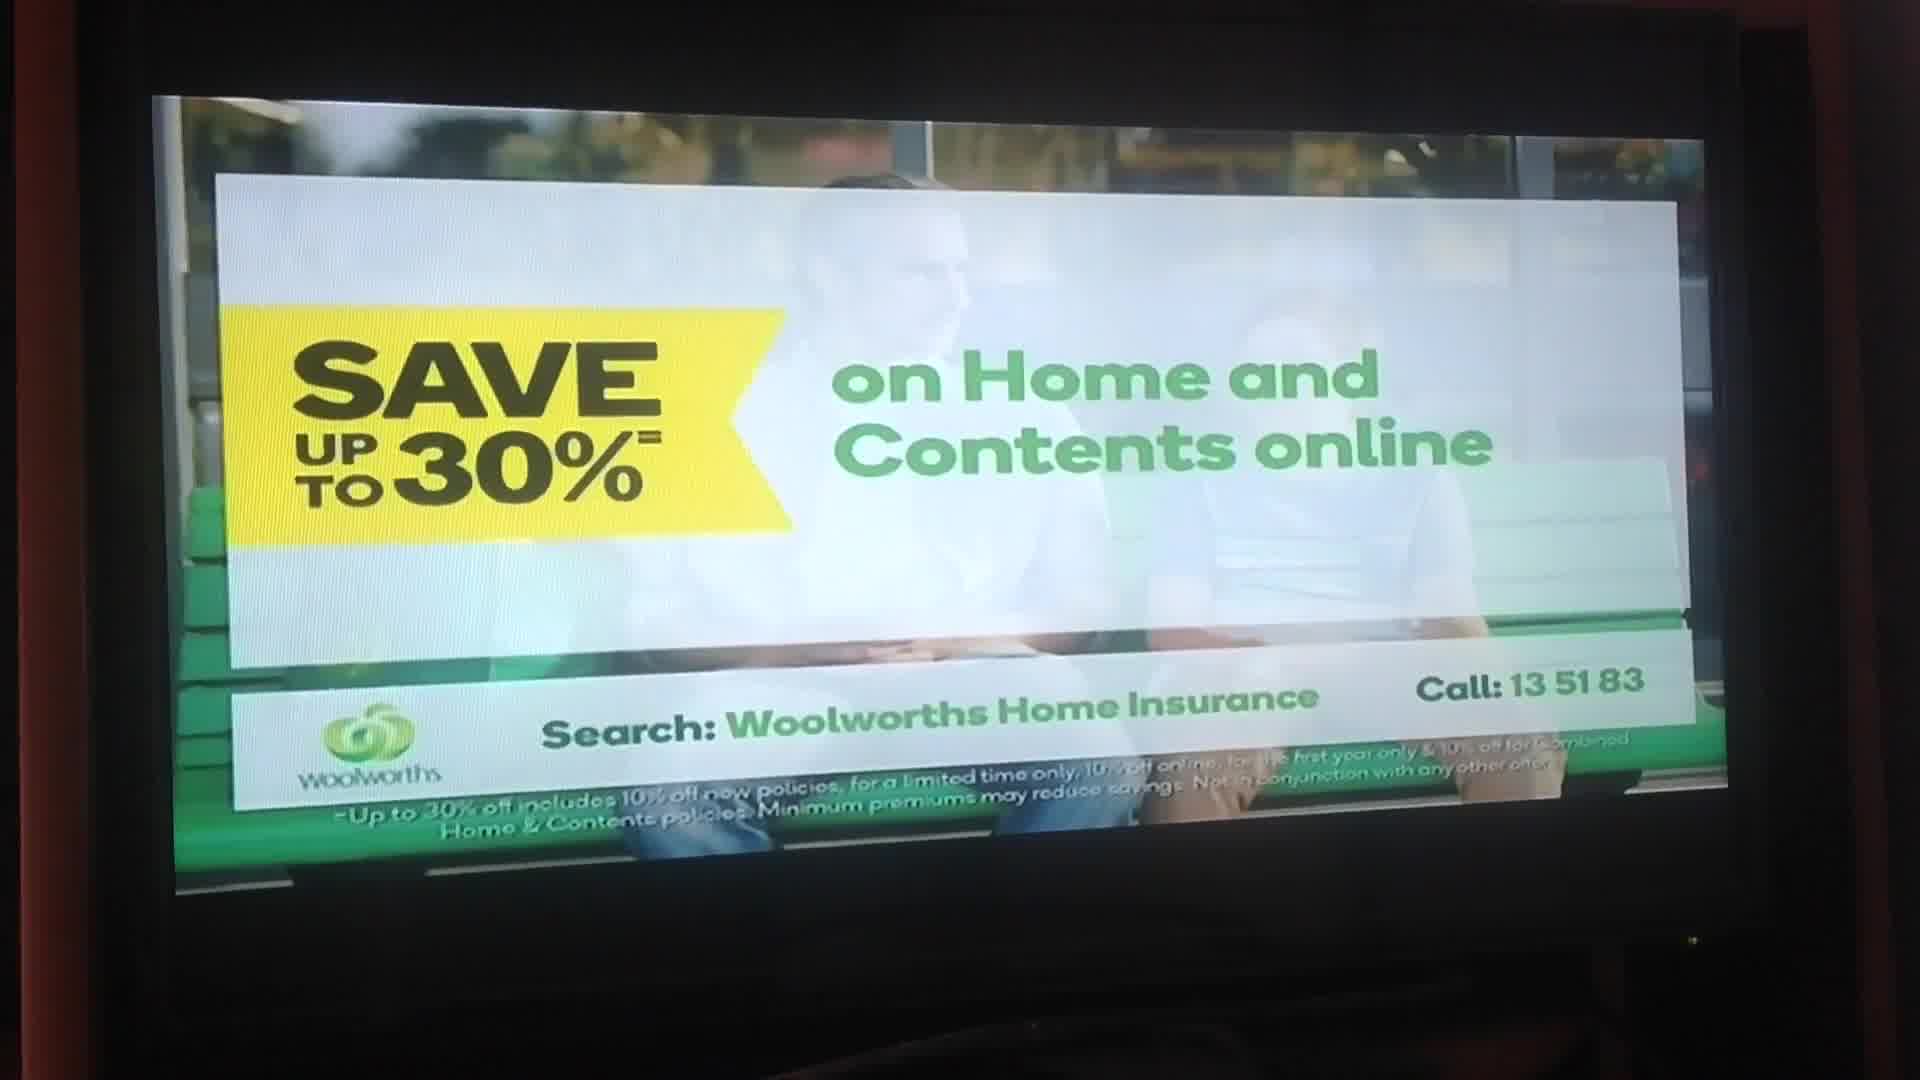 SAVE
UP TO 30%=
on Home and
Contents online
woolworths
Search: Woolworths Home Insurance
Call: 13 51 83
=Up to 30% off includes 10% off new policies, for a limited time only, 10% off online, for the first year only & 10% off for Combined
Home & Contents policies. Minimum premiums may reduce savings. Not in conjunction with any other offer.